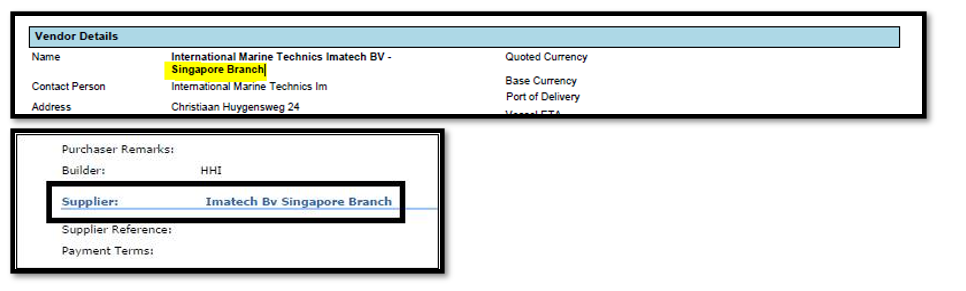 Vendor Details
Name International Marine Technics Imatech BV - Quoted Currency
Singapore Branch
Base Currency
Contact Person International Marine Technics Im
Port of Delivery
Address Christiaan Huygensweg 24
Vessel ETA
Purchaser Remarks:
Builder: HHI
Supplier: Imatech Bv Singapore Branch
Supplier Reference:
Payment Terms: